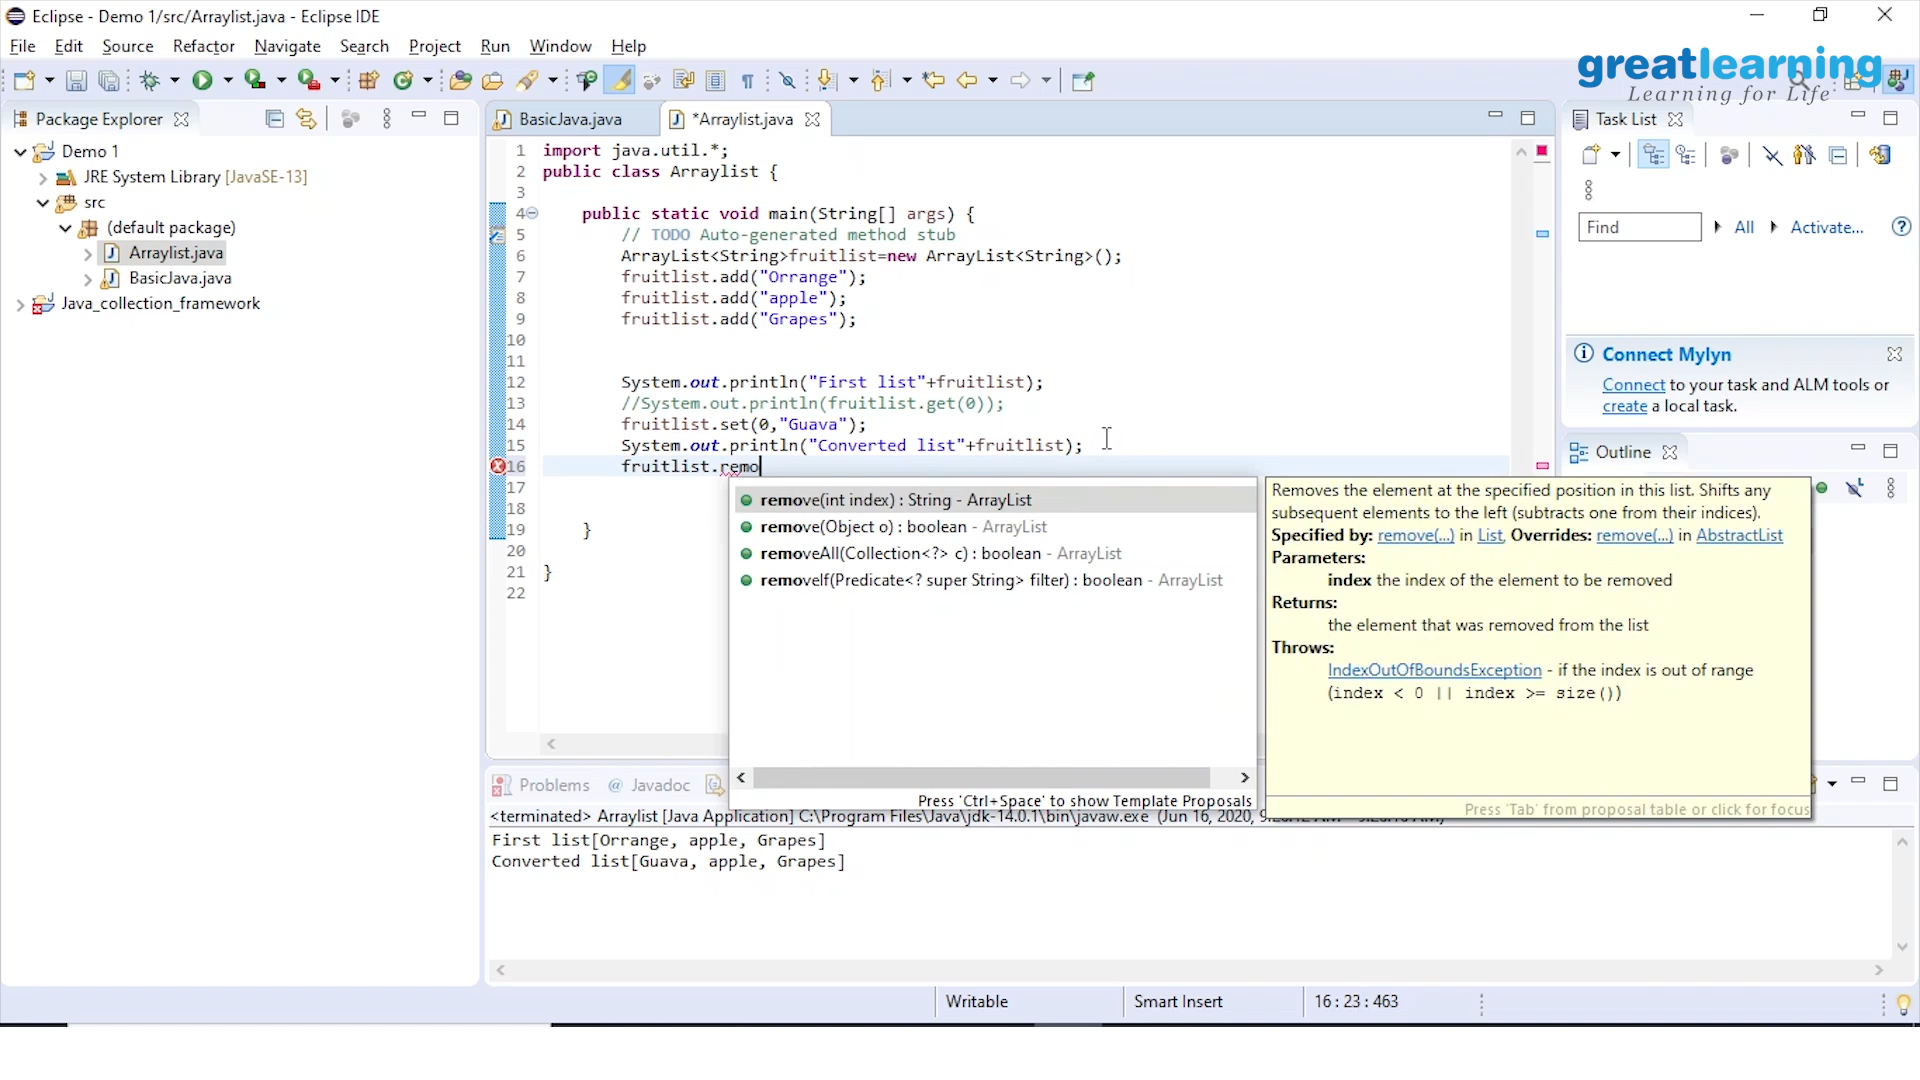 Eclipse - Demo 1/src/Arraylist.java - Eclipse IDE
File Edit Source Refactor Navigate Search Project Run Window Help
greatlearning
Learning for Life
Package Explorer
BasicJava.java
*Arraylist.java
Task List
Demo 1
JRE System Library [JavaSE-13]
src
(default package)
Arraylist.java
BasicJava.java
Java_collection_framework
1 import java.util.*;
2 public class Arraylist {
3
4 public static void main(String[] args) {
5 // TODO Auto-generated method stub
6 ArrayList<String>fruitlist=new ArrayList<String>();
7 fruitlist.add("Orrange");
8 fruitlist.add("apple");
9 fruitlist.add("Grapes");
10
11
12 System.out.println("First list"+fruitlist);
13 //System.out.println(fruitlist.get(0));
14 fruitlist.set(0,"Guava");
15 System.out.println("Converted list"+fruitlist);
16 fruitlist.remo
17
18
19 }
20
21 }
22
remove(int index) : String - ArrayList
remove(Object o) : boolean - ArrayList
removeAll(Collection<?> c) : boolean - ArrayList
removeIf(Predicate<? super String> filter) : boolean - ArrayList
Press 'Ctrl+Space' to show Template Proposals
Removes the element at the specified position in this list. Shifts any
subsequent elements to the left (subtracts one from their indices).
Specified by: remove(...) in List, Overrides: remove(...) in AbstractList
Parameters:
index the index of the element to be removed
Returns:
the element that was removed from the list
Throws:
IndexOutOfBoundsException - if the index is out of range
(index < 0 || index >= size())
Press 'Tab' from proposal table or click for focus
Find
All
Activate...
Connect Mylyn
Connect to your task and ALM tools or
create a local task.
Outline
Problems @ Javadoc
<terminated> Arraylist [Java Application] C:\Program Files\Java\jdk-14.0.1\bin\javaw.exe (Jun 16, 2020,
First list[Orrange, apple, Grapes]
Converted list[Guava, apple, Grapes]
Writable
Smart Insert
16 : 23 : 463